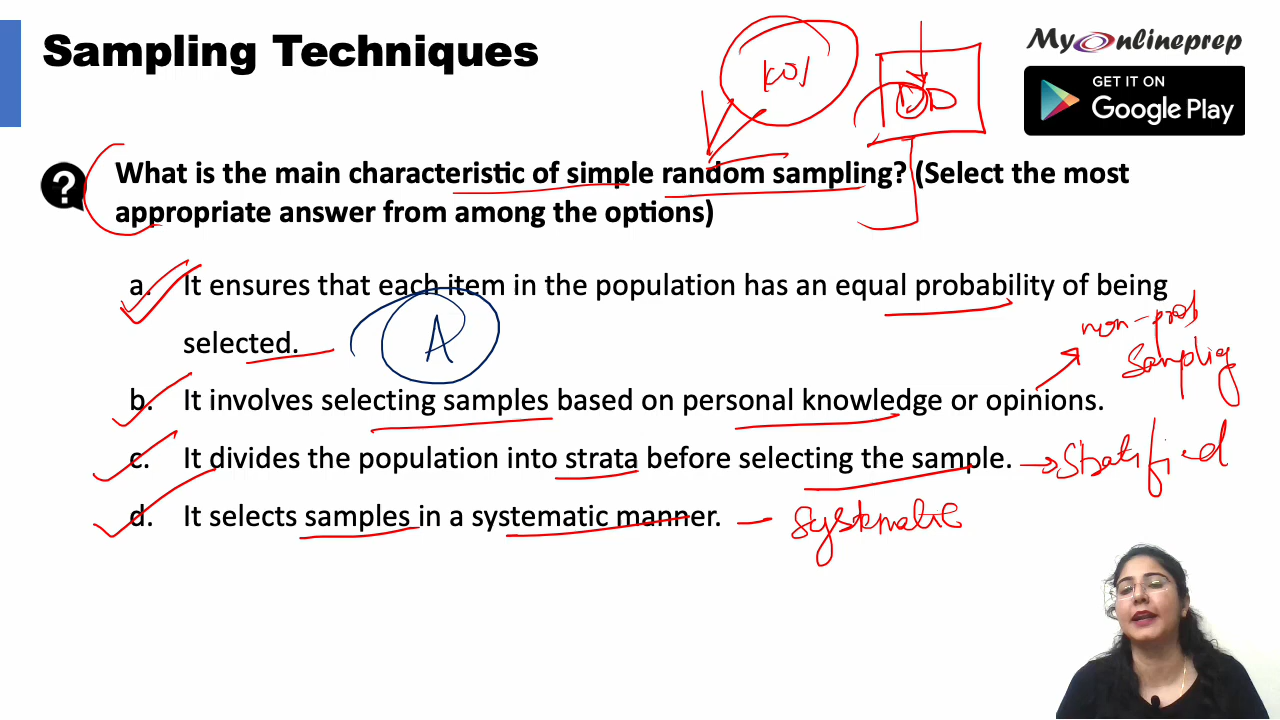 Sampling Techniques
MyOnlineprep
GET IT ON
Google Play
What is the main characteristic of simple random sampling? (Select the most
appropriate answer from among the options)
a. It ensures that each item in the population has an equal probability of being
selected.
A
non-prob
Sampling
b. It involves selecting samples based on personal knowledge or opinions.
c. It divides the population into strata before selecting the sample.
Stratified
d. It selects samples in a systematic manner.
Systematic